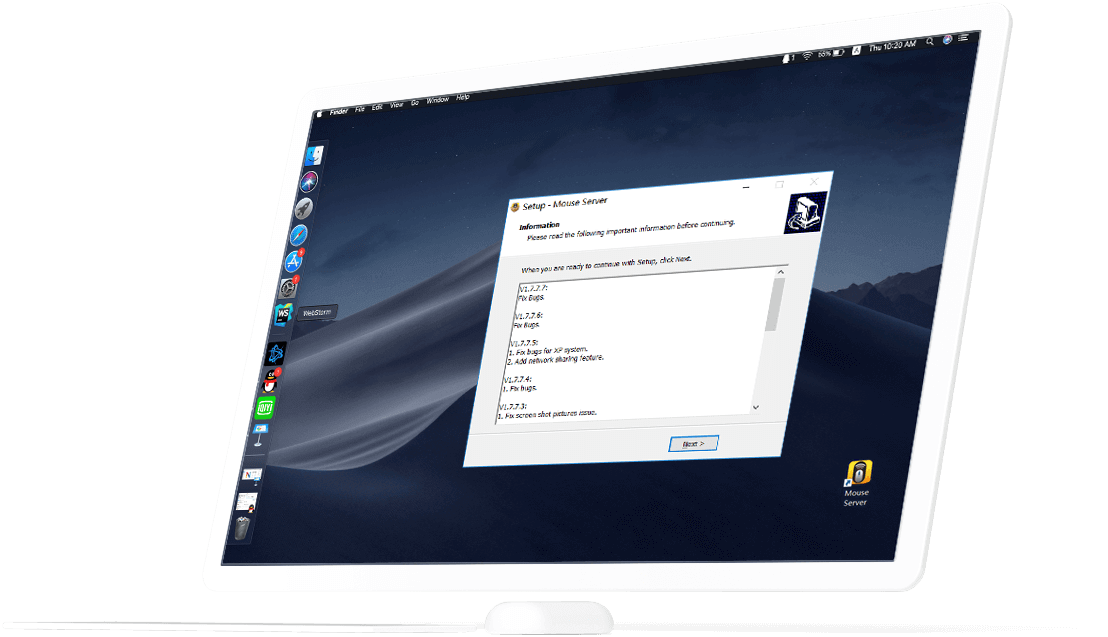 Finder File Edit View Go Window Help
1 65% A Thu 10:20 AM
Setup - Mouse Server
Information
Please read the following important information before continuing.
When you are ready to continue with Setup, click Next.
V1.7.7.7:
Fix Bugs.
V1.7.7.6:
Fix Bugs.
V1.7.7.5:
1. Fix bugs for XP system.
2. Add network sharing feature.
V1.7.7.4:
1. Fix bugs.
V1.7.7.3:
1. Fix screen shot pictures issue.
Next >
WS
WebStorm
iQIYI
Mouse
Server